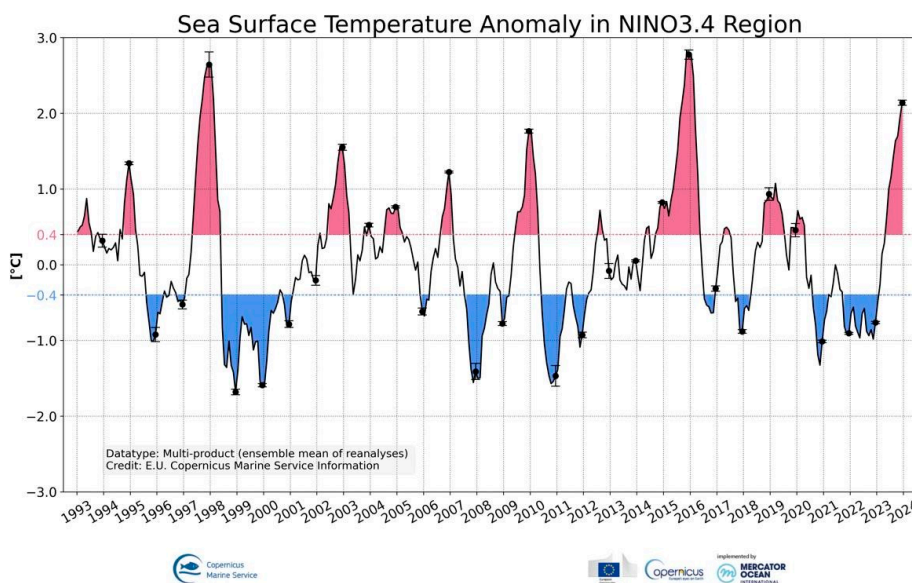 Sea Surface Temperature Anomaly in NINO3.4 Region
3.0
2.0
1.0
0.4
0.0
−0.4
−1.0
−2.0
−3.0
[°C]
Datatype: Multi-product (ensemble mean of reanalyses)
Credit: E.U. Copernicus Marine Service Information
1993 1994 1995 1996 1997 1998 1999 2000 2001 2002 2003 2004 2005 2006 2007 2008 2009 2010 2011 2012 2013 2014 2015 2016 2017 2018 2019 2020 2021 2022 2023 2024
Copernicus
Marine Service
opernicus
implemented by
MERCATOR
OCEAN
INTERNATIONAL